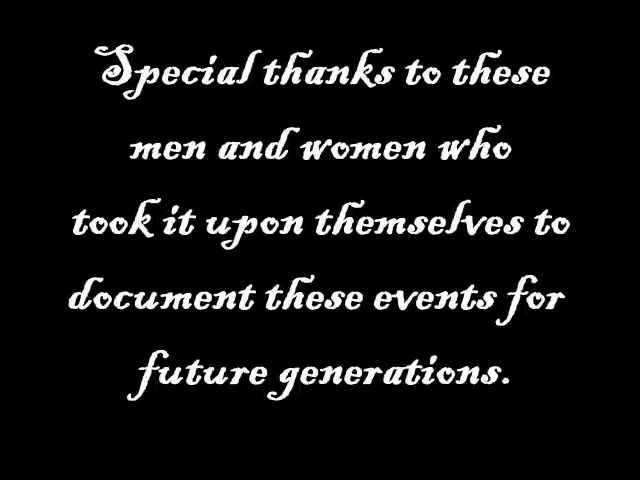 Special thanks to these
men and women who
took it upon themselves to
document these events for
future generations.